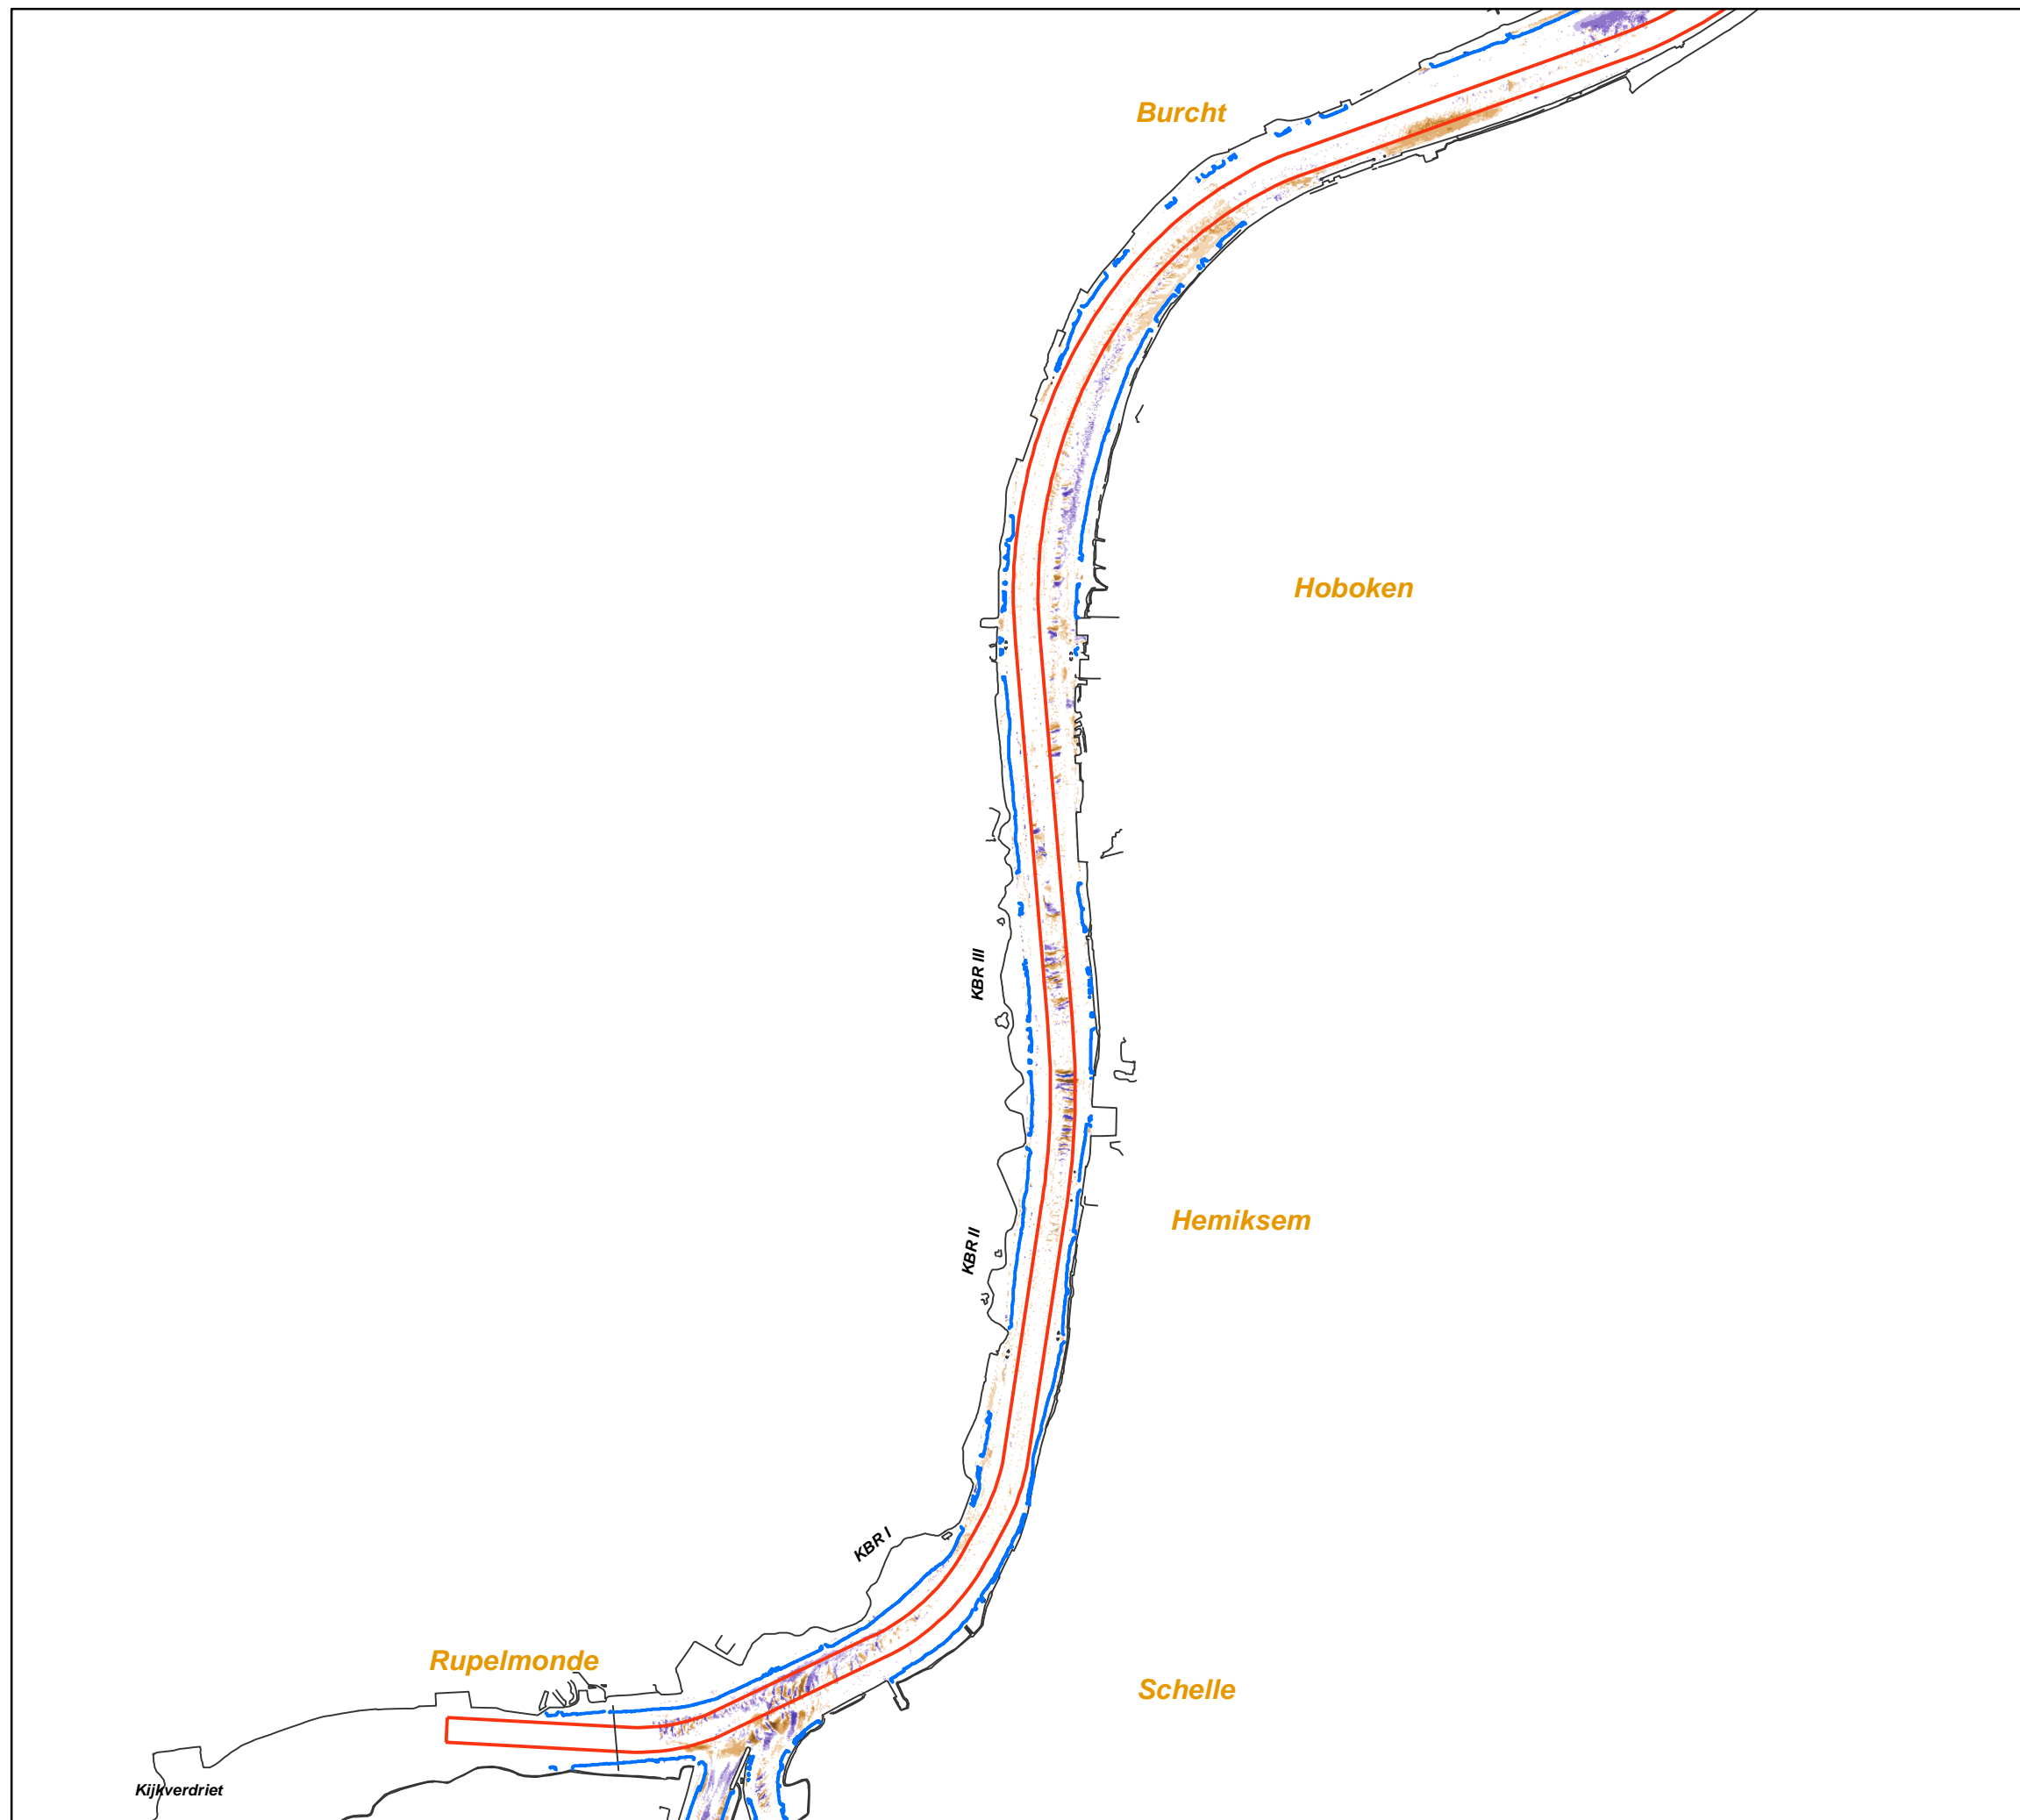 Burcht
Hoboken
KBR III
Hemiksem
KBR II
KBR I
Rupelmonde
Schelle
Kijkverdriet